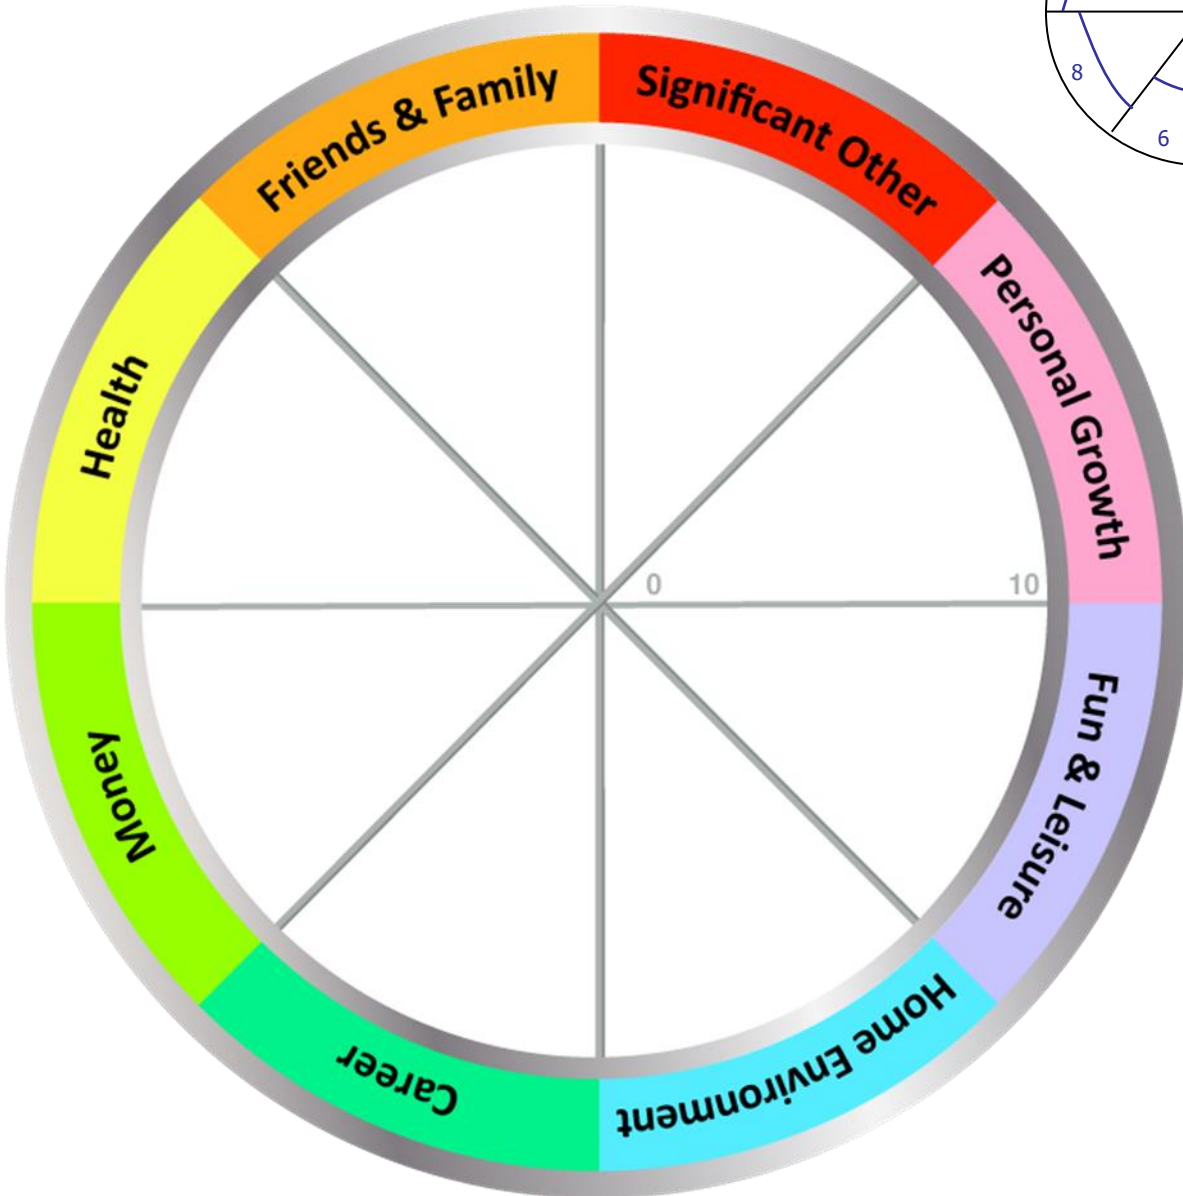 Friends & Family
Significant Other
Personal Growth
Fun & Leisure
Home Environment
Career
Money
Health
0
10
8
6